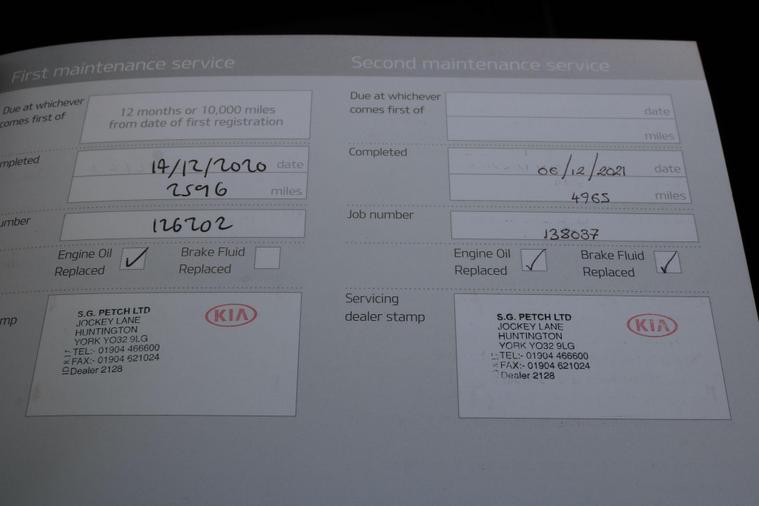 First maintenance service
Due at whichever
comes first of
12 months or 10,000 miles
from date of first registration
mpleted
14/12/2020 date
2596 miles
umber
126202
Engine Oil
Replaced
Brake Fluid
Replaced
mp
S.G. PETCH LTD
JOCKEY LANE
HUNTINGTON
YORK YO32 9LG
TEL:- 01904 466600
FAX:- 01904 621024
Dealer 2128
KIA
Second maintenance service
Due at whichever
comes first of
date
miles
Completed
06/12/2021 date
4965 miles
Job number
138037
Engine Oil
Replaced
Brake Fluid
Replaced
Servicing
dealer stamp
S.G. PETCH LTD
JOCKEY LANE
HUNTINGTON
YORK YO32 9LG
TEL:- 01904 466600
FAX:- 01904 621024
Dealer 2128
KIA